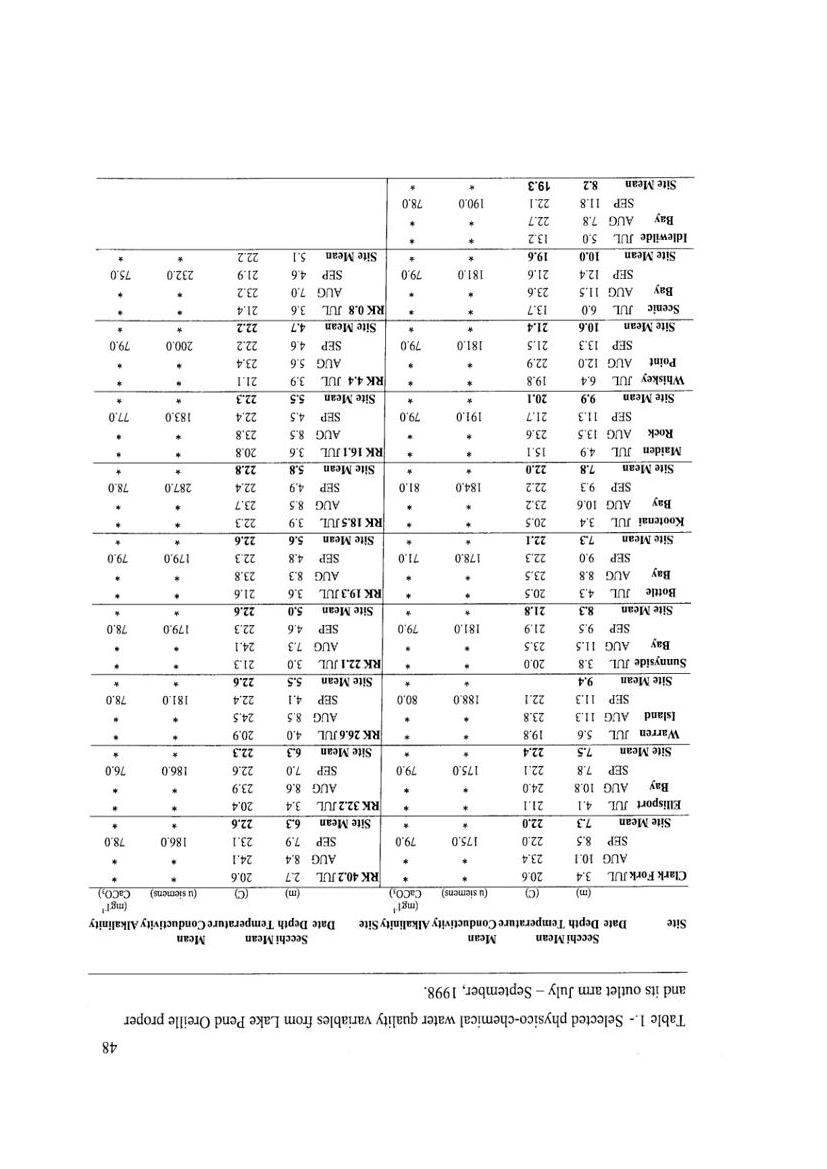 48
Table 1.- Selected physico-chemical water quality variables from Lake Pend Oreille proper
and its outlet arm July – September, 1998.
Secchi Mean Mean Secchi Mean Mean
Site Date Depth Temperature Conductivity Alkalinity Site Date Depth Temperature Conductivity Alkalinity
(mgl⁻¹ (mgl⁻¹
(m) (C) (u siemens) CaCO₃) (m) (C) (u siemens) CaCO₃)
Clark Fork JUL 3.4 20.6 * * RK 40.2 JUL 2.7 20.6 * *
AUG 10.1 23.4 * * AUG 8.4 24.1 * *
SEP 8.5 22.0 175.0 79.0 SEP 7.9 23.1 186.0 78.0
Site Mean 7.3 22.0 * * Site Mean 6.3 22.6 * *
Ellisport JUL 4.1 21.1 * * RK 32.2 JUL 3.4 20.4 * *
Bay AUG 10.8 24.0 * * AUG 8.6 23.9 * *
SEP 7.8 22.1 175.0 79.0 SEP 7.0 22.6 186.0 76.0
Site Mean 7.5 22.4 * * Site Mean 6.3 22.3 * *
Warren JUL 5.6 19.8 * * RK 26.6 JUL 4.0 20.9 * *
Island AUG 11.3 23.8 * * AUG 8.5 24.5 * *
SEP 11.3 22.1 188.0 80.0 SEP 4.1 22.4 181.0 78.0
Site Mean 9.4 * * Site Mean 5.5 22.6 * *
Sunnyside JUL 3.8 20.0 * * RK 22.1 JUL 3.0 21.3 * *
Bay AUG 11.5 23.5 * * AUG 7.3 24.1 * *
SEP 9.5 21.9 181.0 79.0 SEP 4.6 22.3 179.0 78.0
Site Mean 8.3 21.8 * * Site Mean 5.0 22.6 * *
Bottle JUL 4.3 20.5 * * RK 19.3 JUL 3.6 21.6 * *
Bay AUG 8.8 23.5 * * AUG 8.3 23.8 * *
SEP 9.0 22.3 178.0 71.0 SEP 4.8 22.3 179.0 79.0
Site Mean 7.3 22.1 * * Site Mean 5.6 22.6 * *
Kootenai JUL 3.4 20.5 * * RK 18.5 JUL 3.9 22.3 * *
Bay AUG 10.6 23.2 * * AUG 8.5 23.7 * *
SEP 9.3 22.2 184.0 81.0 SEP 4.9 22.4 287.0 78.0
Site Mean 7.8 22.0 * * Site Mean 5.8 22.8 * *
Maiden JUL 4.9 15.1 * * RK 16.1 JUL 3.6 20.8 * *
Rock AUG 13.5 23.6 * * AUG 8.5 23.8 * *
SEP 11.3 21.7 191.0 79.0 SEP 4.5 22.4 183.0 77.0
Site Mean 9.9 20.1 * * Site Mean 5.5 22.3 * *
Whiskey JUL 6.4 19.8 * * RK 4.4 JUL 3.9 21.1 * *
Point AUG 12.0 22.9 * * AUG 5.6 23.4 * *
SEP 13.3 21.5 181.0 79.0 SEP 4.6 22.2 200.0 79.0
Site Mean 10.6 21.4 * * Site Mean 4.7 22.2 * *
Scenic JUL 6.0 13.7 * * RK 0.8 JUL 3.6 21.4 * *
Bay AUG 11.5 23.6 * * AUG 7.0 23.2 * *
SEP 12.4 21.6 181.0 79.0 SEP 4.6 21.9 232.0 75.0
Site Mean 10.0 19.6 * * Site Mean 5.1 22.2 * *
Idlewilde JUL 5.0 13.2 * *
Bay AUG 7.8 22.7 * *
SEP 11.8 22.1 190.0 78.0
Site Mean 8.2 19.3 * *